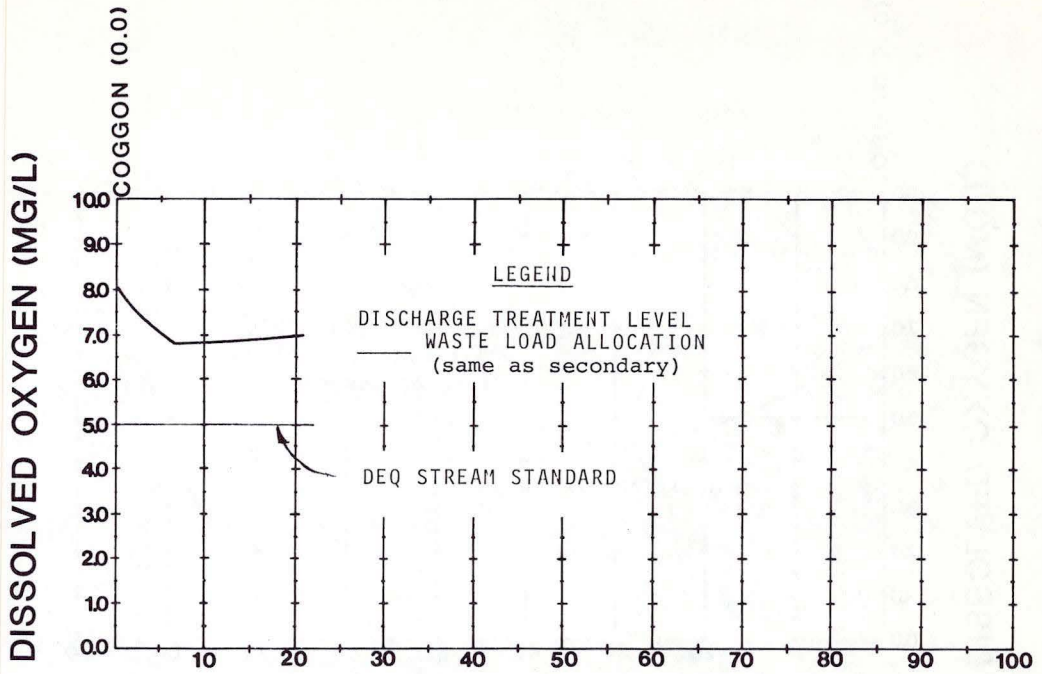 COGGON (0.0)
DISSOLVED OXYGEN (MG/L)
10.0
9.0
8.0
7.0
6.0
5.0
4.0
3.0
2.0
1.0
0.0
LEGEND
DISCHARGE TREATMENT LEVEL
WASTE LOAD ALLOCATION
(same as secondary)
DEQ STREAM STANDARD
10 20 30 40 50 60 70 80 90 100